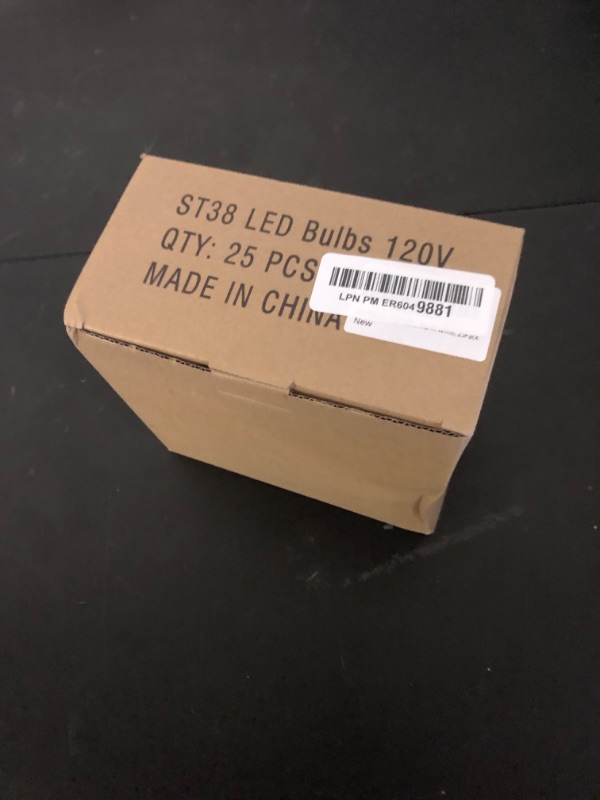 ST38 LED Bulbs 120V
QTY: 25 PCS
MADE IN CHINA
LPN PM ER6049881
New